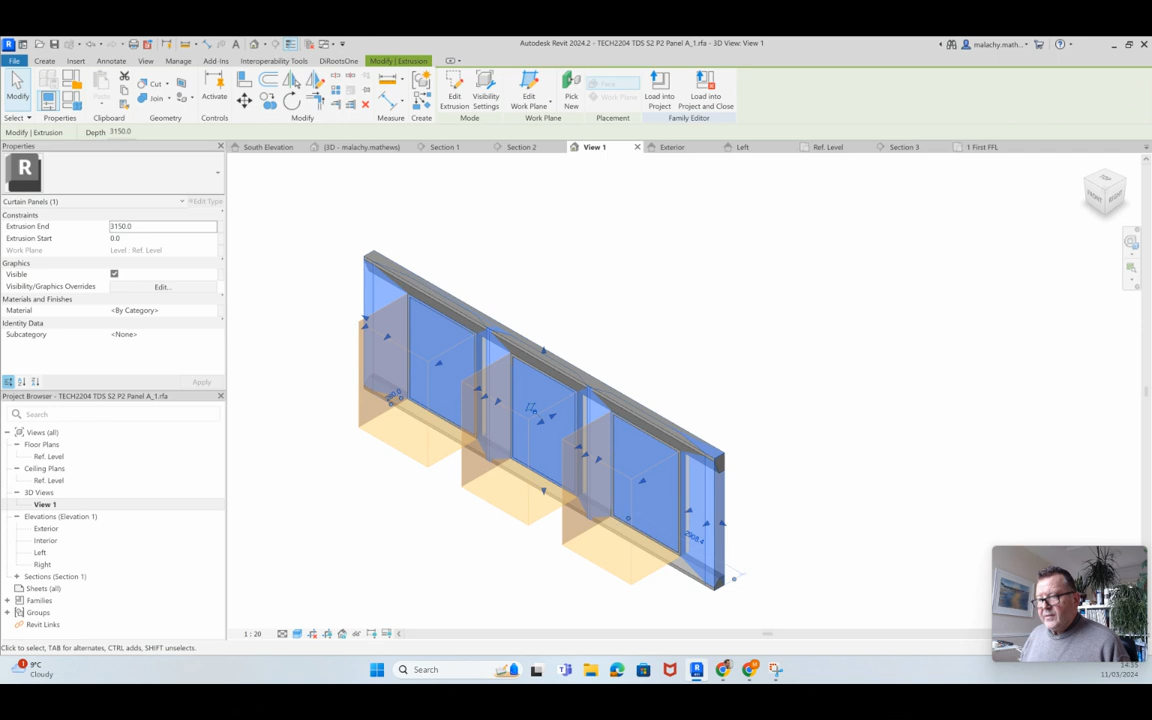 Autodesk Revit 2024.2 - TECH2204 TDS S2 P2 Panel A_1.rfa - 3D View: View 1
malachy.math...
File Create Insert Annotate View Manage Add-Ins Interoperability Tools DiRootsOne Modify | Extrusion
Modify
Paste
Cut
Join
Activate
Edit Extrusion
Visibility Settings
Edit Work Plane
Pick New
Face
Work Plane
Load into Project
Load into Project and Close
Select Properties Clipboard Geometry Controls Modify Measure Create Mode Work Plane Placement Family Editor
Modify | Extrusion Depth 3150.0
Properties
South Elevation (3D - malachy.mathews) Section 1 Section 2 View 1 Exterior Left Ref. Level Section 3 1 First FFL
R
Curtain Panels (1) Edit Type
Constraints
Extrusion End 3150.0
Extrusion Start 0.0
Work Plane Level : Ref. Level
Graphics
Visible
Visibility/Graphics Overrides Edit...
Materials and Finishes
Material <By Category>
Identity Data
Subcategory <None>
Apply
Project Browser - TECH2204 TDS S2 P2 Panel A_1.rfa
Search
Views (all)
Floor Plans
Ref. Level
Ceiling Plans
Ref. Level
3D Views
View 1
Elevations (Elevation 1)
Exterior
Interior
Left
Right
Sections (Section 1)
Sheets (all)
Families
Groups
Revit Links
TOP
FRONT
RIGHT
1 : 20
Click to select, TAB for alternates, CTRL adds, SHIFT unselects.
9°C
Cloudy
Search
14:35
11/03/2024